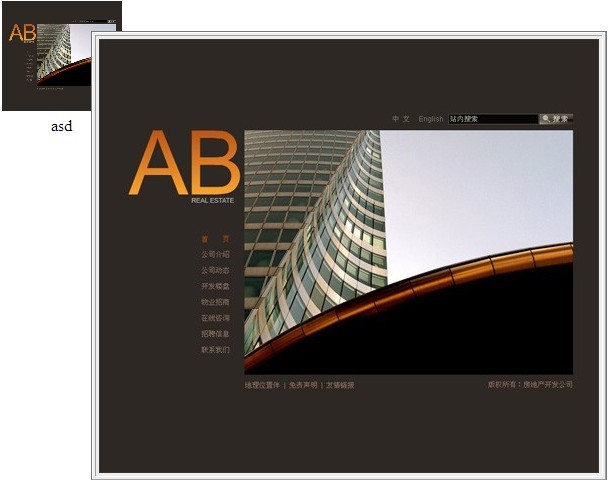 asd
中 文 English 站内搜索 搜索
AB
REAL ESTATE
首 页
公司介绍
公司动态
开发楼盘
物业招商
在线咨询
招聘信息
联系我们
地理位置体 | 免责声明 | 友情链接
版权所有：房地产开发公司